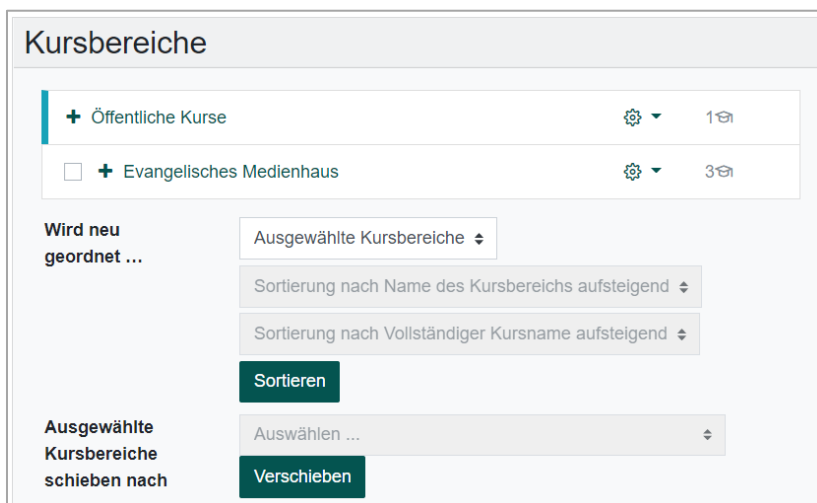 Kursbereiche
Öffentliche Kurse 1
Evangelisches Medienhaus 3
Wird neu
geordnet ...
Ausgewählte Kursbereiche
Sortierung nach Name des Kursbereichs aufsteigend
Sortierung nach Vollständiger Kursname aufsteigend
Sortieren
Ausgewählte
Kursbereiche
schieben nach
Auswählen ...
Verschieben